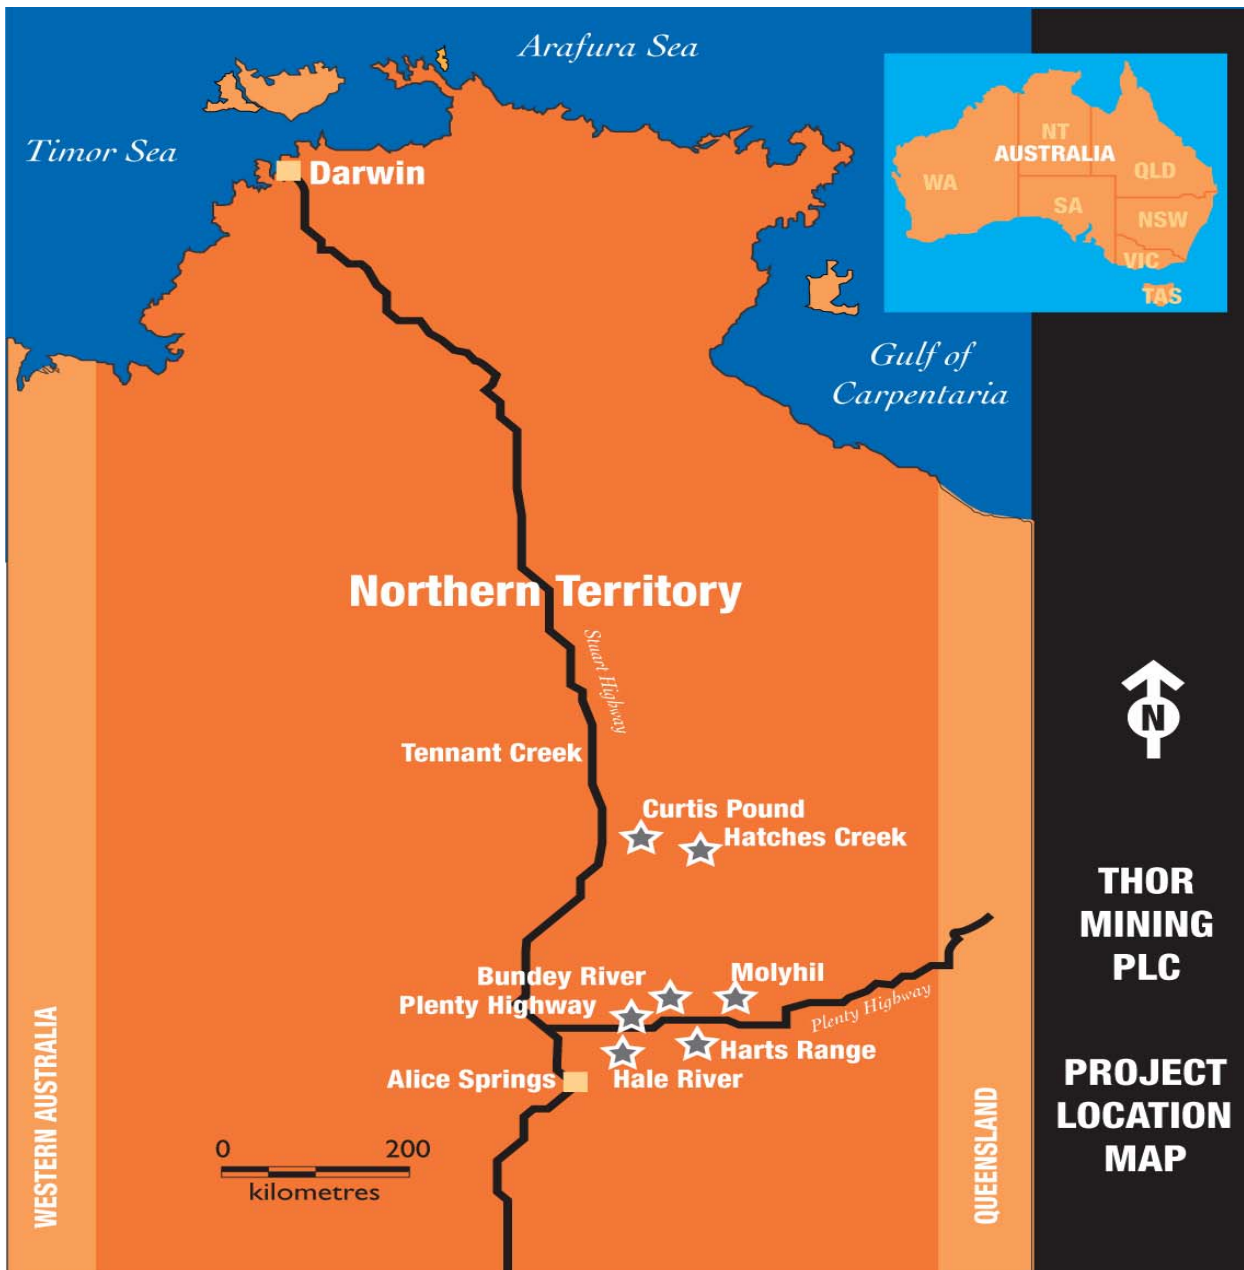 Arafura Sea
Timor Sea
Darwin
NT
AUSTRALIA
WA
QLD
SA
NSW
VIC
TAS
Gulf of
Carpentaria
Northern Territory
Stuart Highway
Tennant Creek
Curtis Pound
Hatches Creek
N
THOR
MINING
PLC
Bundey River
Molyhil
Plenty Highway
Plenty Highway
Harts Range
Alice Springs
Hale River
0 200
kilometres
WESTERN AUSTRALIA
QUEENSLAND
PROJECT
LOCATION
MAP